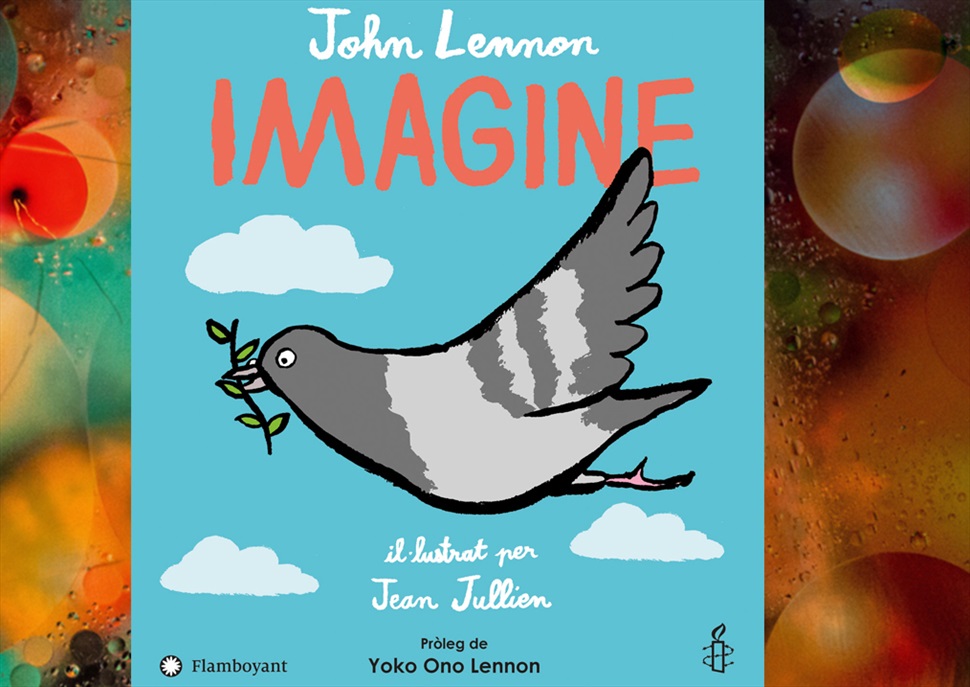 John Lennon
IMAGINE
il·lustrat per
Jean Jullien
Pròleg de
Yoko Ono Lennon
Flamboyant